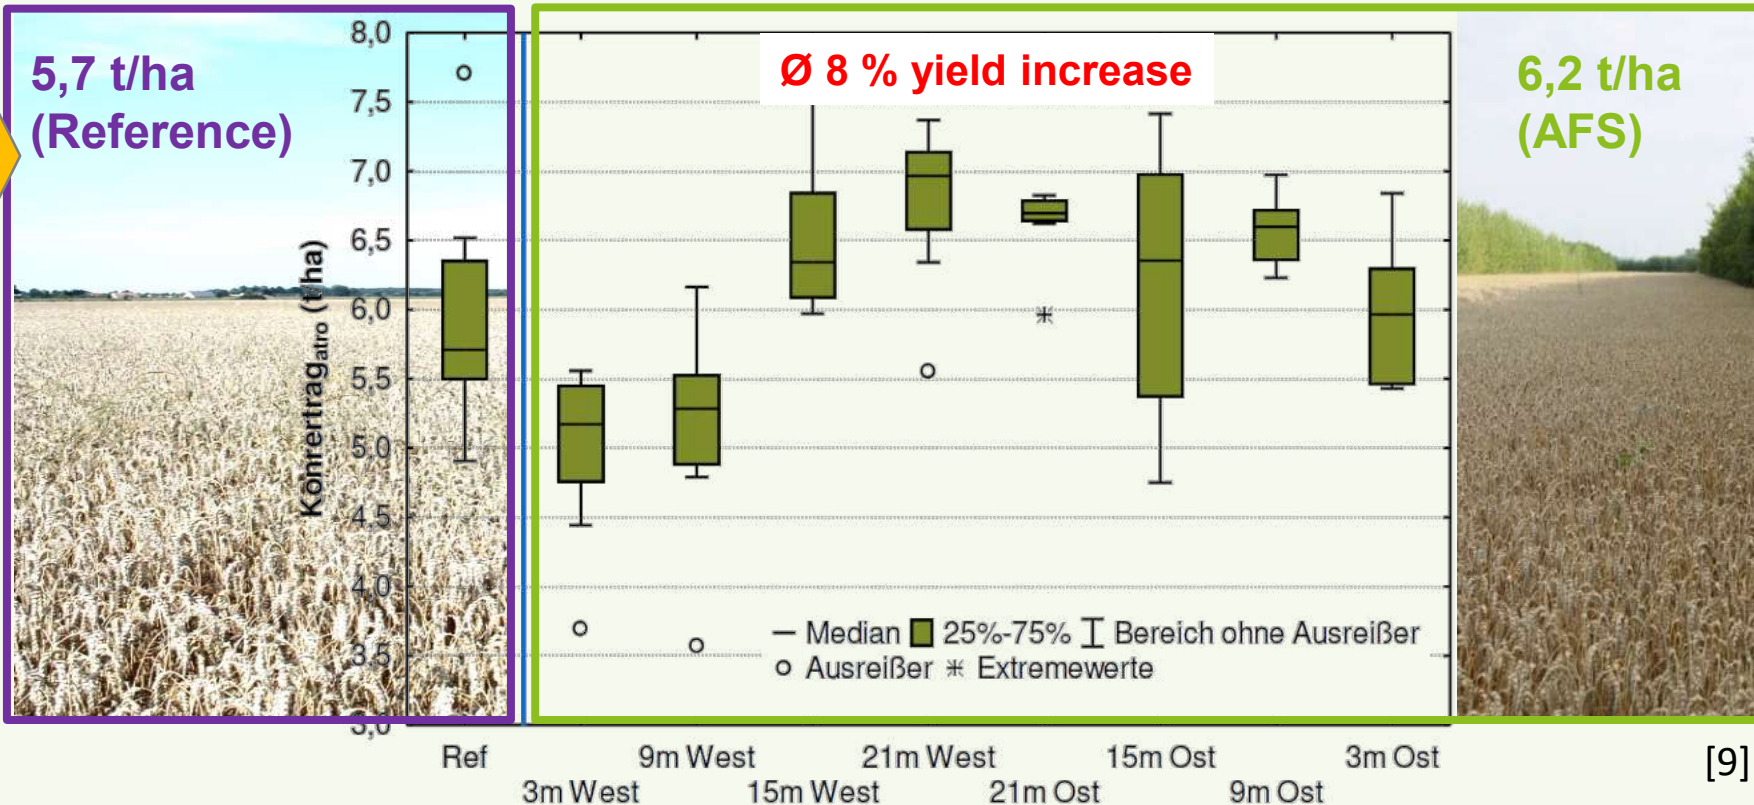 5,7 t/ha
(Reference)
Ø 8 % yield increase
6,2 t/ha
(AFS)
8,0
7,5
7,0
6,5
6,0
5,5
5,0
4,5
4,0
3,5
3,0
Konrertrag atro (t/ha)
— Median 25%-75% Bereich ohne Ausreißer
o Ausreißer ✳ Extremewerte
Ref 9m West 21m West 15m Ost 3m Ost
3m West 15m West 21m Ost 9m Ost
[9]